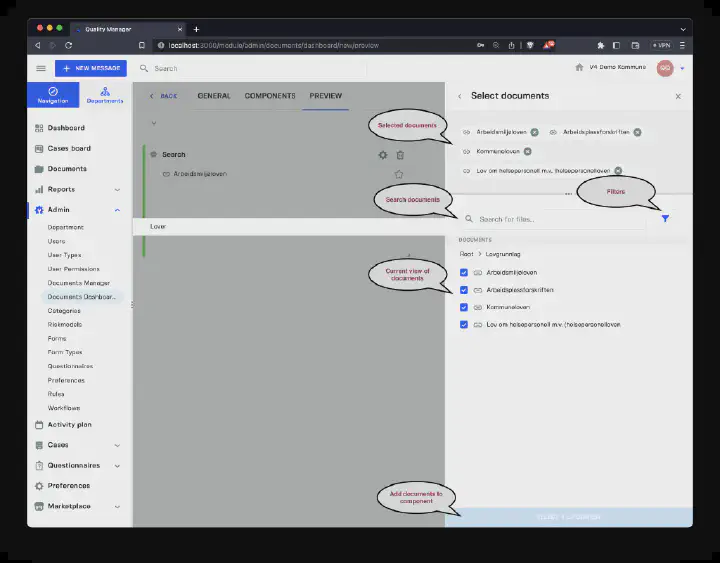 Quality Manager
localhost:3000/module/admin/documents/dashboard/new/preview
VPN
NEW MESSAGE
Search
V4 Demo Kommune
Navigation
Departments
Dashboard
Cases board
Documents
Reports
Admin
Department
Users
User Types
User Permissions
Documents Manager
Documents Dashboar...
Categories
Riskmodels
Forms
Form Types
Questionnaires
Preferences
Rules
Workflows
Activity plan
Cases
Questionnaires
Preferences
Marketplace
BACK
GENERAL
COMPONENTS
PREVIEW
Search
Arbeidsmiljøloven
Lover
Select documents
Selected documents
Arbeidsmiljøloven
Arbeidsplassforskriften
Kommuneloven
Lov om helsepersonell m.v. (helsepersonelloven
Filters
Search documents
Search for files...
DOCUMENTS
Root > Lovgrunnlag
Current view of
documents
Arbeidsmiljøloven
Arbeidsplassforskriften
Kommuneloven
Lov om helsepersonell m.v. (helsepersonelloven
Add documents to
component